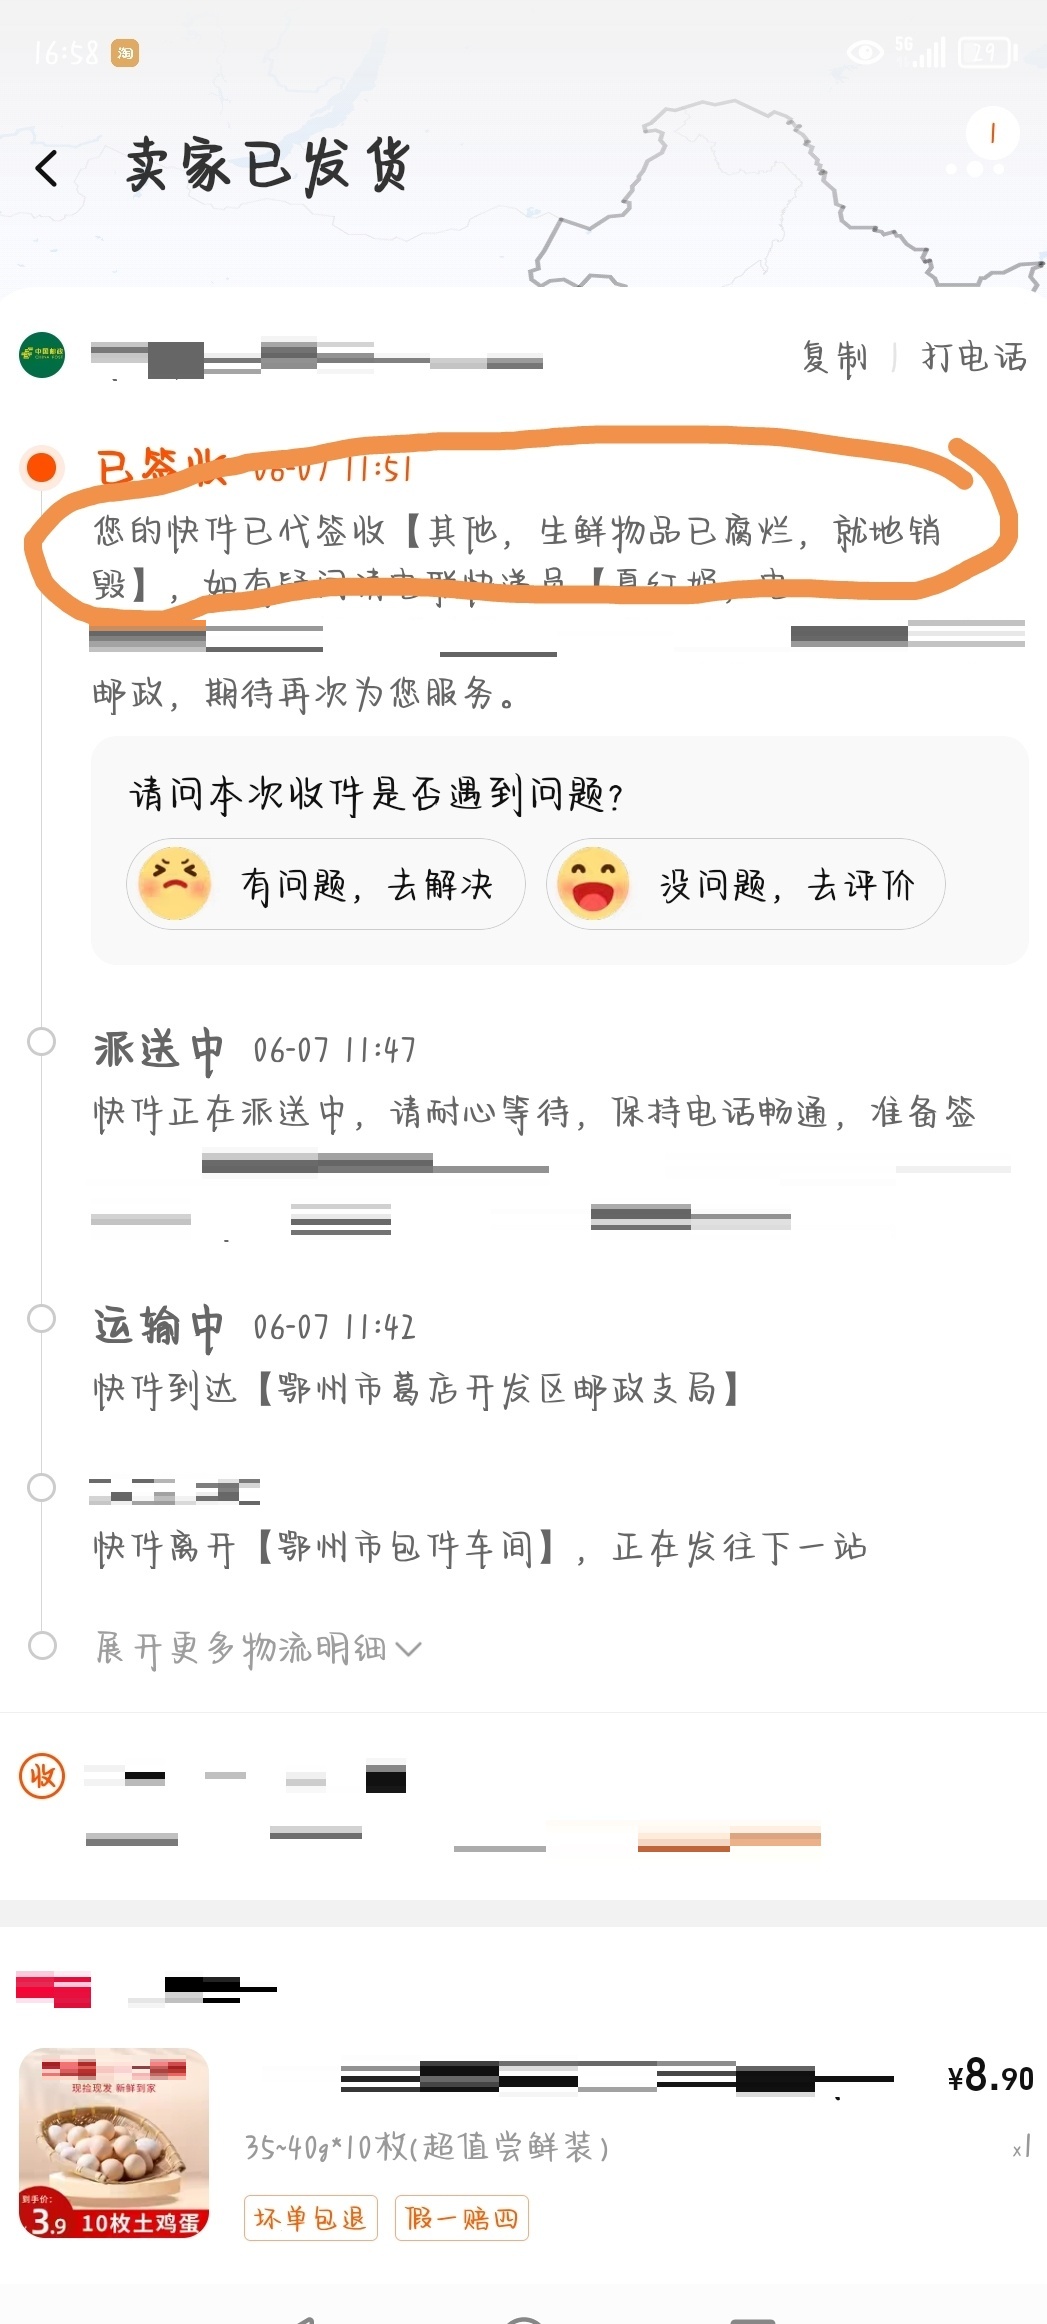 16:58 淘 5G 29
卖家已发货
1
中国邮政
CHINA POST
复制 | 打电话
已签收 06-07 11:51
您的快件已代签收【其他，生鲜物品已腐烂，就地销
毁】，如有疑问请电联快递员【夏红娟，电
邮政，期待再次为您服务。
请问本次收件是否遇到问题？
有问题，去解决 没问题，去评价
派送中 06-07 11:47
快件正在派送中，请耐心等待，保持电话畅通，准备签
运输中 06-07 11:42
快件到达【鄂州市葛店开发区邮政支局】
快件离开【鄂州市包件车间】，正在发往下一站
展开更多物流明细
收
现捡现发 新鲜到家
到手价：
3.9 10枚土鸡蛋
¥8.90
35~40g*10枚(超值尝鲜装)
x1
坏单包退 假一赔四